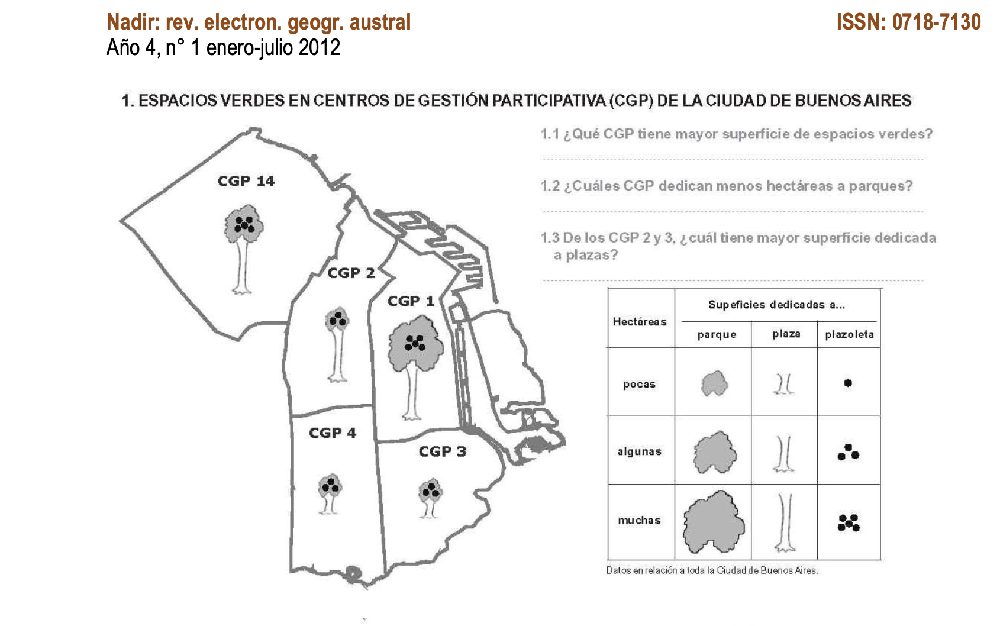 Nadir: rev. electron. geogr. austral
ISSN: 0718-7130
Año 4, n° 1 enero-julio 2012
1. ESPACIOS VERDES EN CENTROS DE GESTIÓN PARTICIPATIVA (CGP) DE LA CIUDAD DE BUENOS AIRES
1.1 ¿Qué CGP tiene mayor superficie de espacios verdes?
1.2 ¿Cuáles CGP dedican menos hectáreas a parques?
1.3 De los CGP 2 y 3, ¿cuál tiene mayor superficie dedicada
a plazas?
CGP 14
CGP 2
CGP 1
CGP 4
CGP 3
Hectáreas
Supeficies dedicadas a...
parque
plaza
plazoleta
pocas
algunas
muchas
Datos en relación a toda la Ciudad de Buenos Aires.